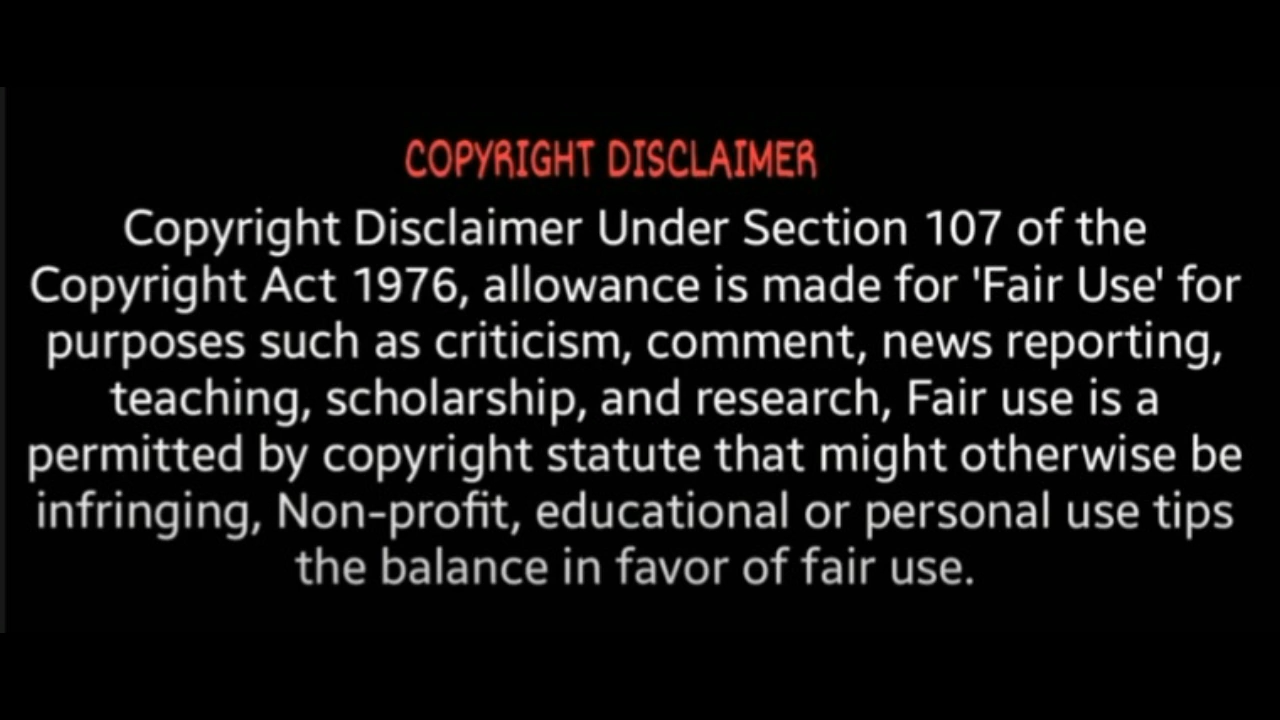 COPYRIGHT DISCLAIMER
Copyright Disclaimer Under Section 107 of the
Copyright Act 1976, allowance is made for 'Fair Use' for
purposes such as criticism, comment, news reporting,
teaching, scholarship, and research, Fair use is a
permitted by copyright statute that might otherwise be
infringing, Non-profit, educational or personal use tips
the balance in favor of fair use.